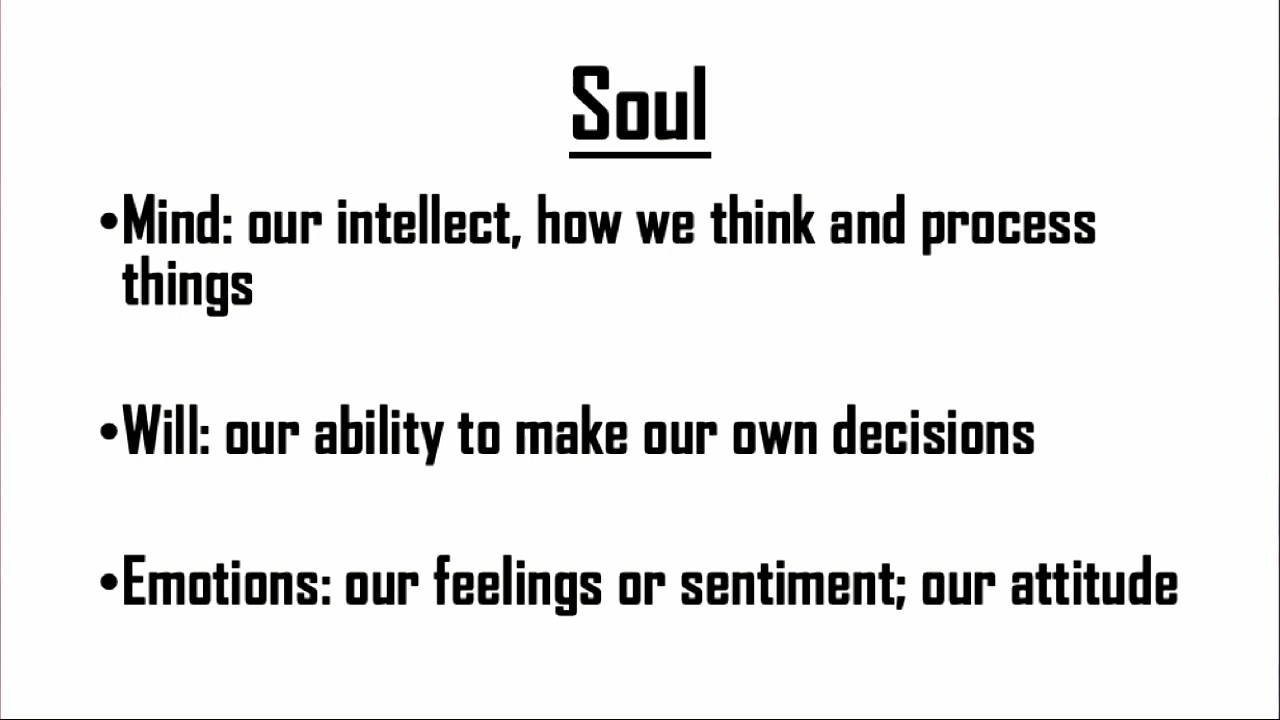 Soul
•Mind: our intellect, how we think and process
things
•Will: our ability to make our own decisions
•Emotions: our feelings or sentiment; our attitude